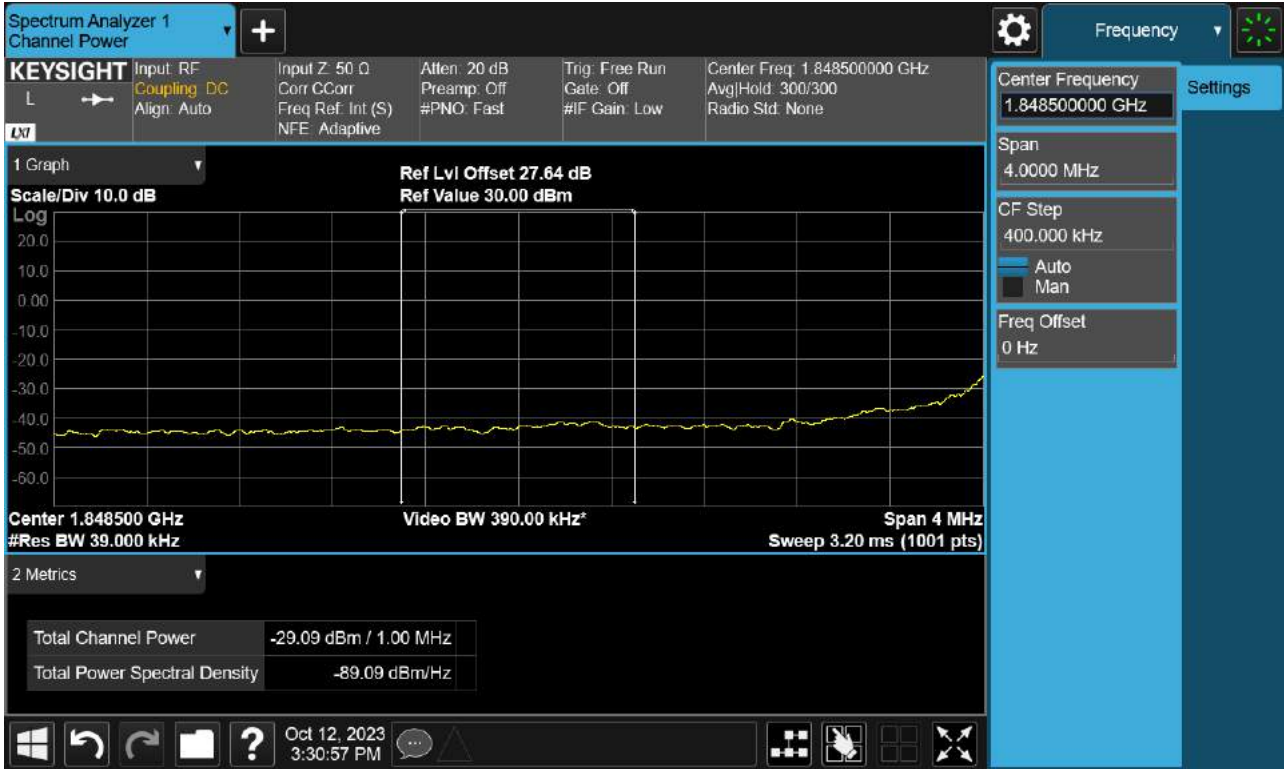 Spectrum Analyzer 1
Channel Power
Frequency
KEYSIGHT
L
LXI
Input: RF
Coupling: DC
Align: Auto
Input Z: 50 Ω
Corr CCorr
Freq Ref: Int (S)
NFE: Adaptive
Atten: 20 dB
Preamp: Off
#PNO: Fast
Trig: Free Run
Gate: Off
#IF Gain: Low
Center Freq: 1.848500000 GHz
Avg|Hold: 300/300
Radio Std: None
Center Frequency
1.848500000 GHz
Settings
Span
4.0000 MHz
CF Step
400.000 kHz
Auto
Man
Freq Offset
0 Hz
1 Graph
Scale/Div 10.0 dB
Ref Lvl Offset 27.64 dB
Ref Value 30.00 dBm
Log
20.0
10.0
0.00
-10.0
-20.0
-30.0
-40.0
-50.0
-60.0
Center 1.848500 GHz
#Res BW 39.000 kHz
Video BW 390.00 kHz*
Span 4 MHz
Sweep 3.20 ms (1001 pts)
2 Metrics
Total Channel Power -29.09 dBm / 1.00 MHz
Total Power Spectral Density -89.09 dBm/Hz
?
Oct 12, 2023
3:30:57 PM